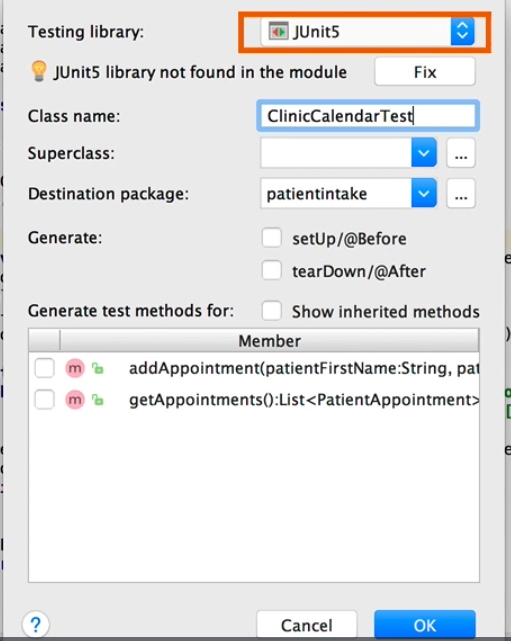 Testing library: JUnit5
JUnit5 library not found in the module Fix
Class name: ClinicCalendarTest
Superclass: ...
Destination package: patientintake ...
Generate: setUp/@Before
tearDown/@After
Generate test methods for: Show inherited methods
Member
m addAppointment(patientFirstName:String, pat
m getAppointments():List<PatientAppointment>
? Cancel OK